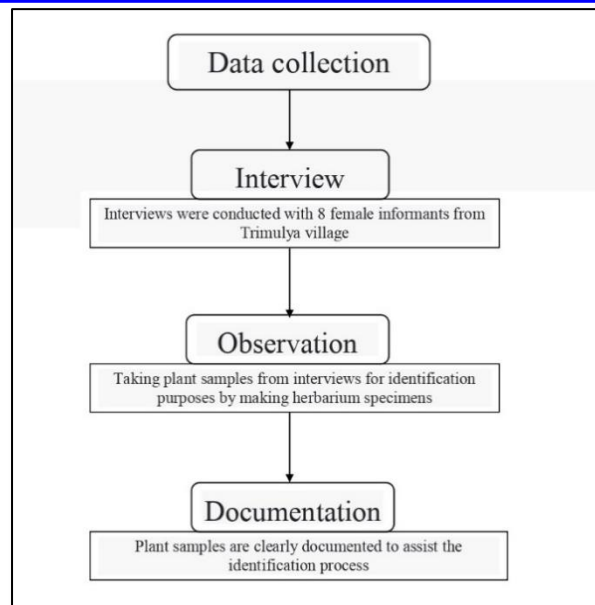 Data collection
Interview
Interviews were conducted with 8 female informants from
Trimulya village
Observation
Taking plant samples from interviews for identification
purposes by making herbarium specimens
Documentation
Plant samples are clearly documented to assist the
identification process